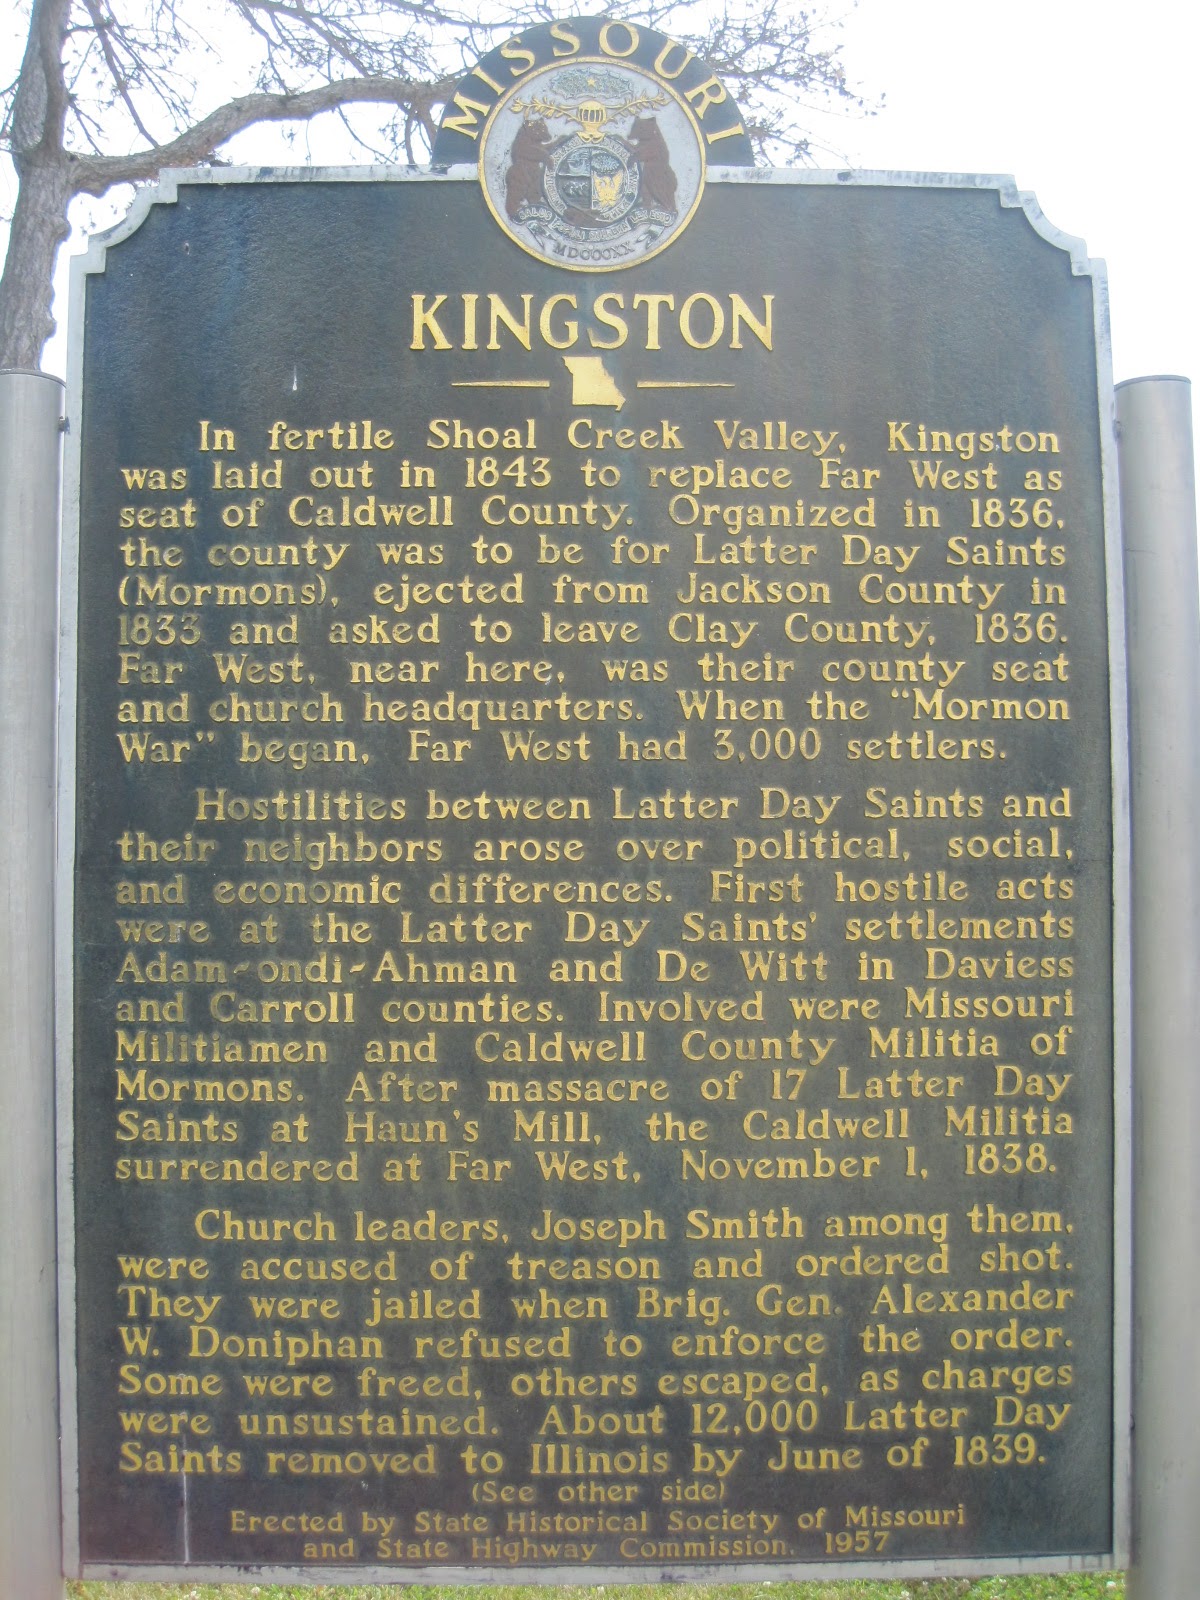 MISSOURI
MDCCCXX
KINGSTON
In fertile Shoal Creek Valley, Kingston
was laid out in 1843 to replace Far West as
seat of Caldwell County. Organized in 1836,
the county was to be for Latter Day Saints
(Mormons), ejected from Jackson County in
1833 and asked to leave Clay County, 1836.
Far West, near here, was their county seat
and church headquarters. When the "Mormon
War" began, Far West had 3,000 settlers.
Hostilities between Latter Day Saints and
their neighbors arose over political, social,
and economic differences. First hostile acts
were at the Latter Day Saints' settlements
Adam-ondi-Ahman and De Witt in Daviess
and Carroll counties. Involved were Missouri
Militiamen and Caldwell County Militia of
Mormons. After massacre of 17 Latter Day
Saints at Haun's Mill, the Caldwell Militia
surrendered at Far West, November 1, 1838.
Church leaders, Joseph Smith among them,
were accused of treason and ordered shot.
They were jailed when Brig. Gen. Alexander
W. Doniphan refused to enforce the order.
Some were freed, others escaped, as charges
were unsustained. About 12,000 Latter Day
Saints removed to Illinois by June of 1839.
(See other side)
Erected by State Historical Society of Missouri
and State Highway Commission, 1957